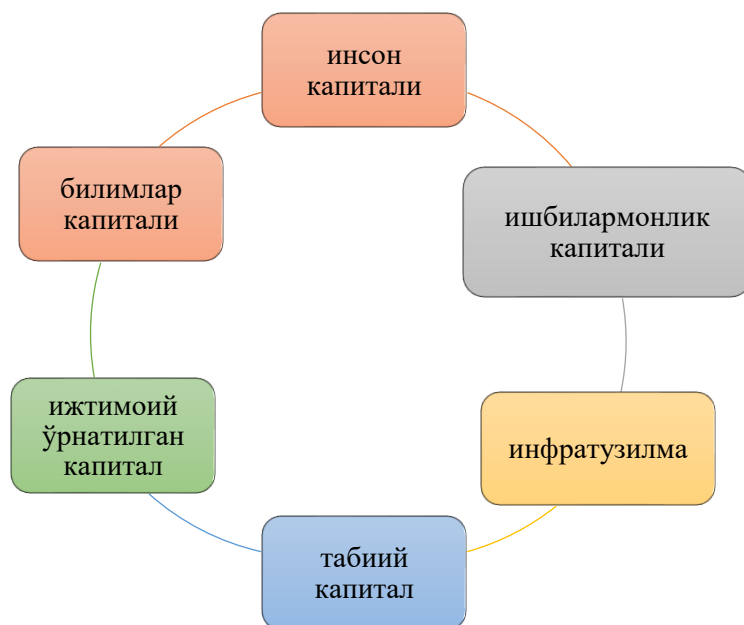 инсон
капитали
ишбилармонлик
капитали
инфратузилма
табиий
капитал
ижтимоий
ўрнатилган
капитал
билимлар
капитали